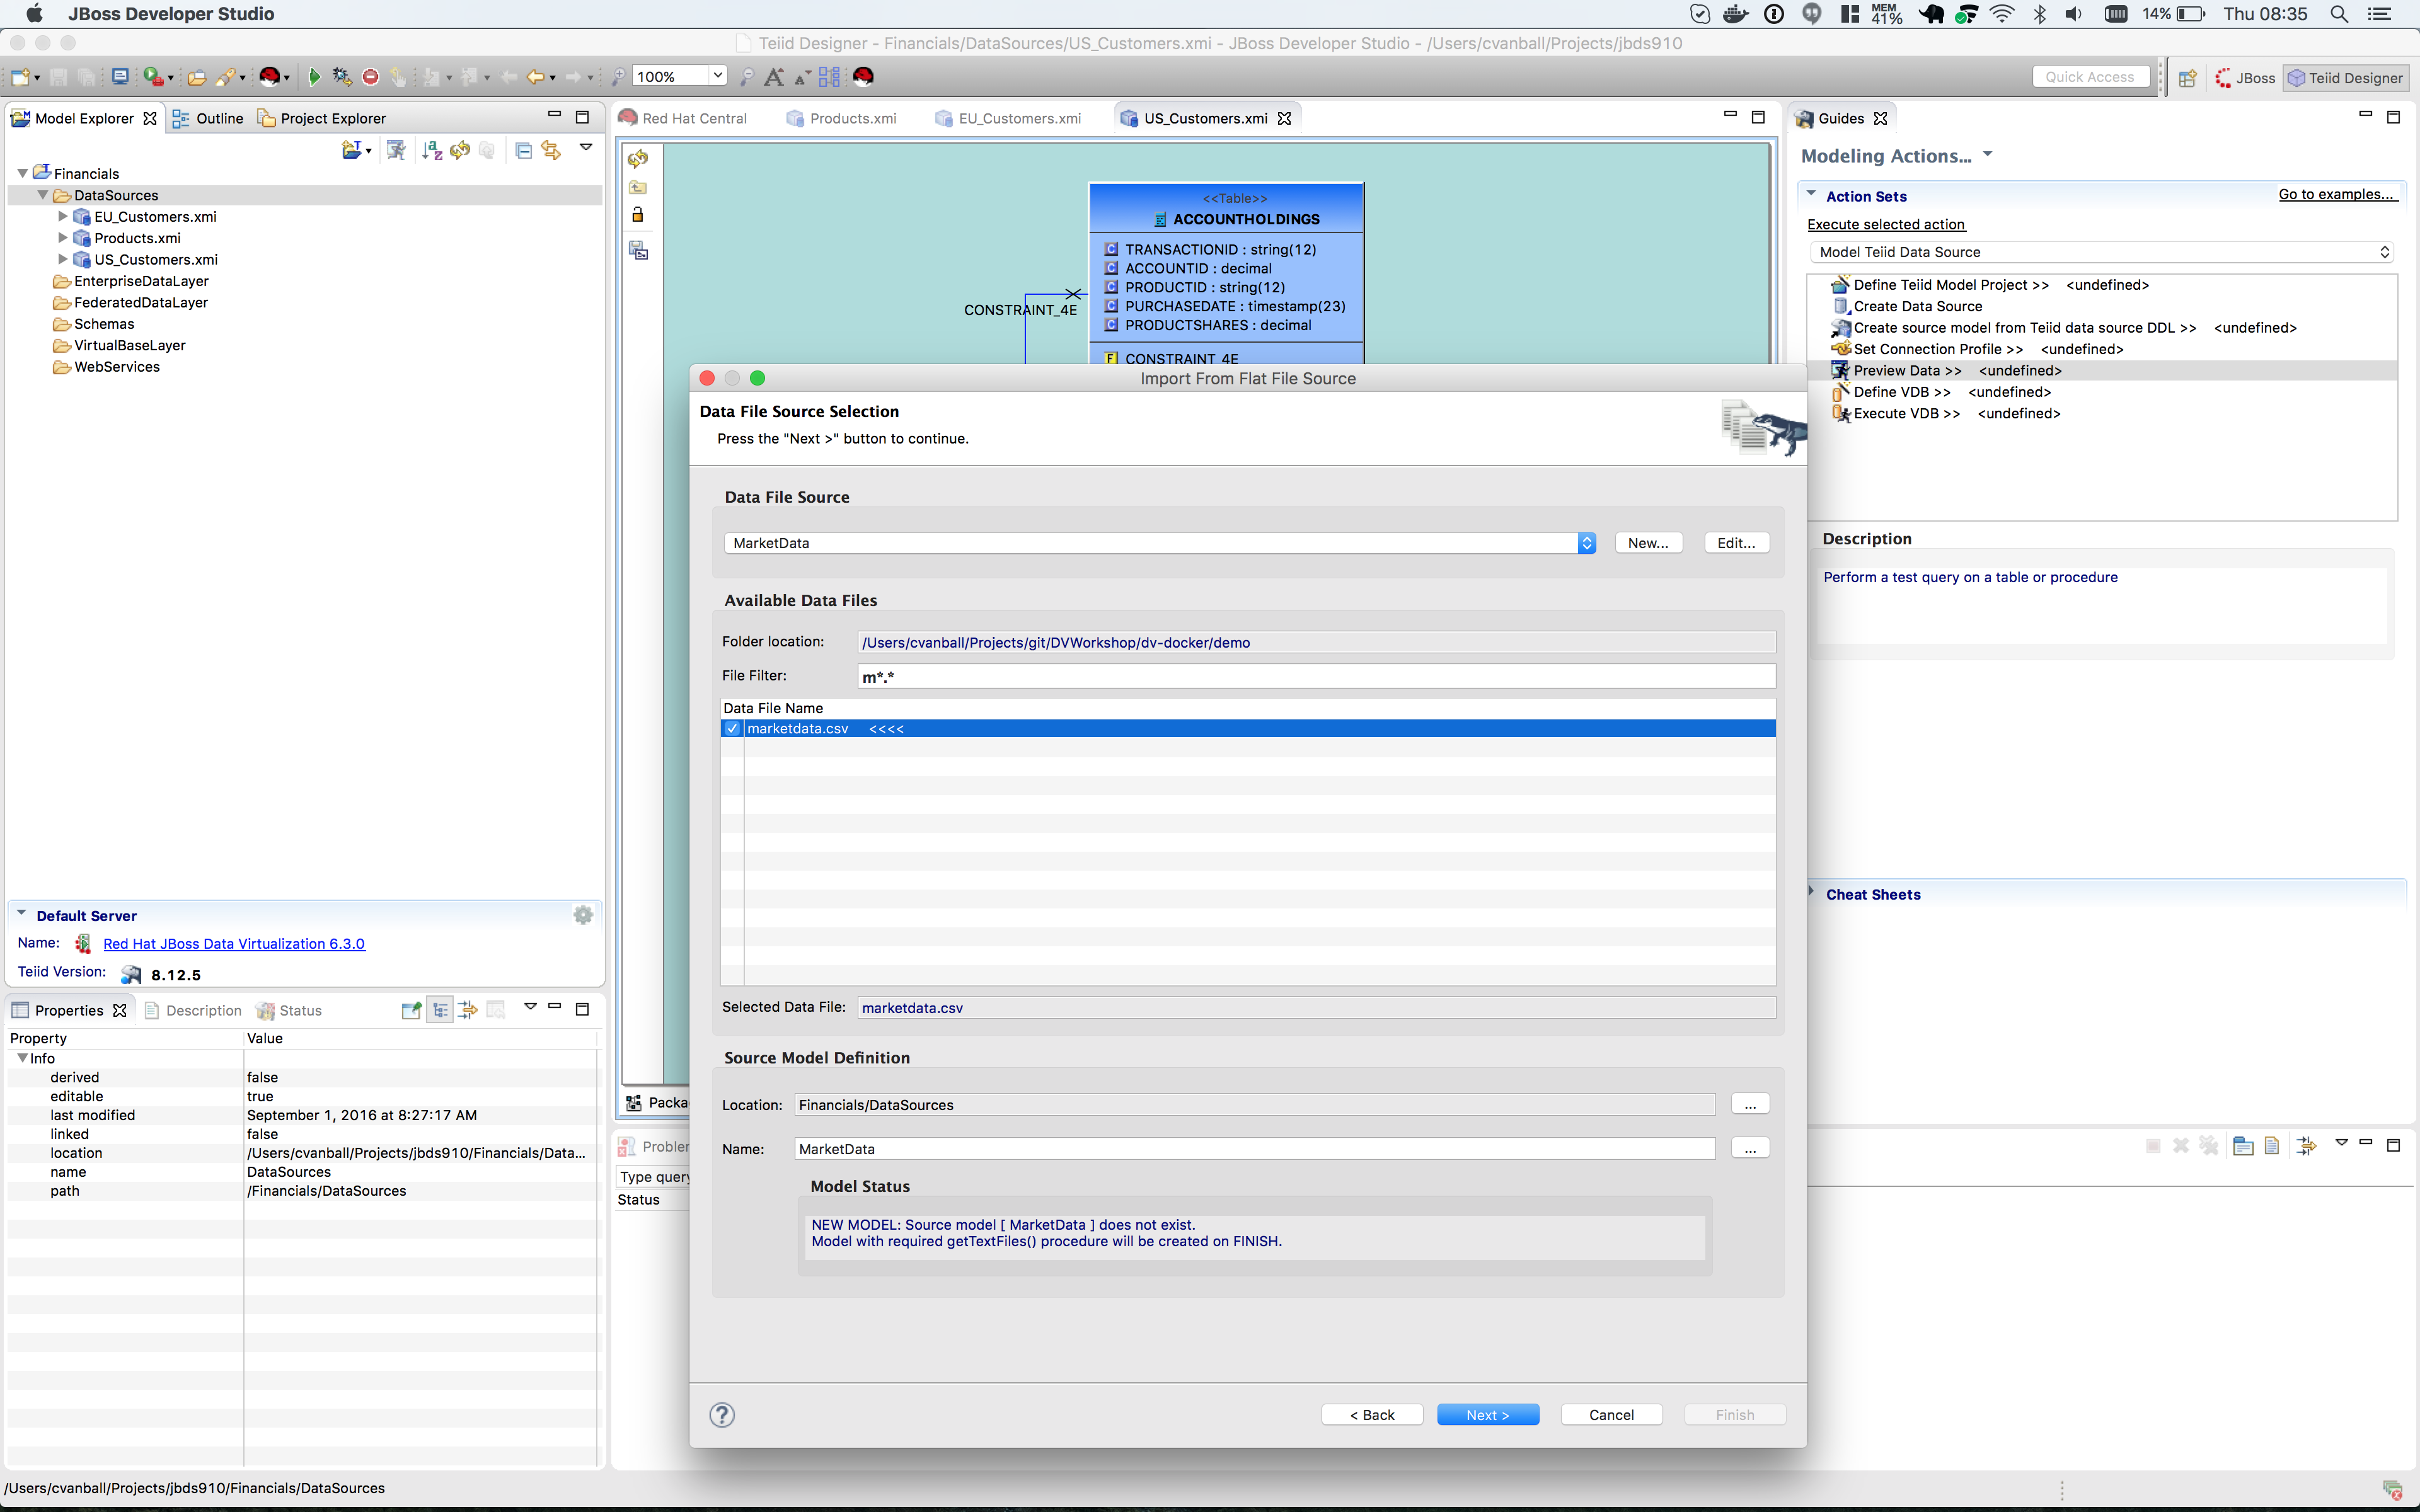 JBoss Developer Studio
MEM 41%
14%
Thu 08:35
Teiid Designer - Financials/DataSources/US_Customers.xmi - JBoss Developer Studio - /Users/cvanball/Projects/jbds910
100%
Quick Access
JBoss
Teiid Designer
Model Explorer
Outline
Project Explorer
Financials
DataSources
EU_Customers.xmi
Products.xmi
US_Customers.xmi
EnterpriseDataLayer
FederatedDataLayer
Schemas
VirtualBaseLayer
WebServices
Default Server
Name: Red Hat JBoss Data Virtualization 6.3.0
Teiid Version: 8.12.5
Properties
Description
Status
Property Value
Info
derived false
editable true
last modified September 1, 2016 at 8:27:17 AM
linked false
location /Users/cvanball/Projects/jbds910/Financials/Data...
name DataSources
path /Financials/DataSources
/Users/cvanball/Projects/jbds910/Financials/DataSources
Red Hat Central
Products.xmi
EU_Customers.xmi
US_Customers.xmi
<<Table>>
ACCOUNTHOLDINGS
TRANSACTIONID : string(12)
ACCOUNTID : decimal
PRODUCTID : string(12)
PURCHASEDATE : timestamp(23)
PRODUCTSHARES : decimal
CONSTRAINT_4E
F CONSTRAINT_4E
Packa
Problem
Type query
Status
Import From Flat File Source
Data File Source Selection
Press the "Next >" button to continue.
Data File Source
MarketData
New...
Edit...
Available Data Files
Folder location: /Users/cvanball/Projects/git/DVWorkshop/dv-docker/demo
File Filter: m*.*
Data File Name
marketdata.csv <<<<
Selected Data File: marketdata.csv
Source Model Definition
Location: Financials/DataSources
...
Name: MarketData
...
Model Status
NEW MODEL: Source model [ MarketData ] does not exist.
Model with required getTextFiles() procedure will be created on FINISH.
?
< Back
Next >
Cancel
Finish
Guides
Modeling Actions...
Action Sets
Go to examples...
Execute selected action
Model Teiid Data Source
Define Teiid Model Project >> <undefined>
Create Data Source
Create source model from Teiid data source DDL >> <undefined>
Set Connection Profile >> <undefined>
Preview Data >> <undefined>
Define VDB >> <undefined>
Execute VDB >> <undefined>
Description
Perform a test query on a table or procedure
Cheat Sheets